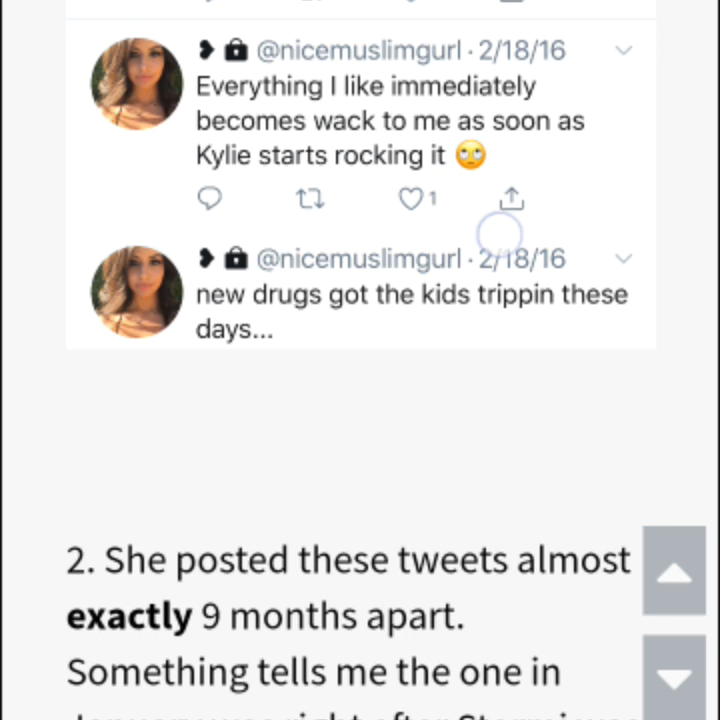 @nicemuslimgurl · 2/18/16
Everything I like immediately
becomes wack to me as soon as
Kylie starts rocking it 🙄
1
@nicemuslimgurl · 2/18/16
new drugs got the kids trippin these
days...
2. She posted these tweets almost
exactly 9 months apart.
Something tells me the one in